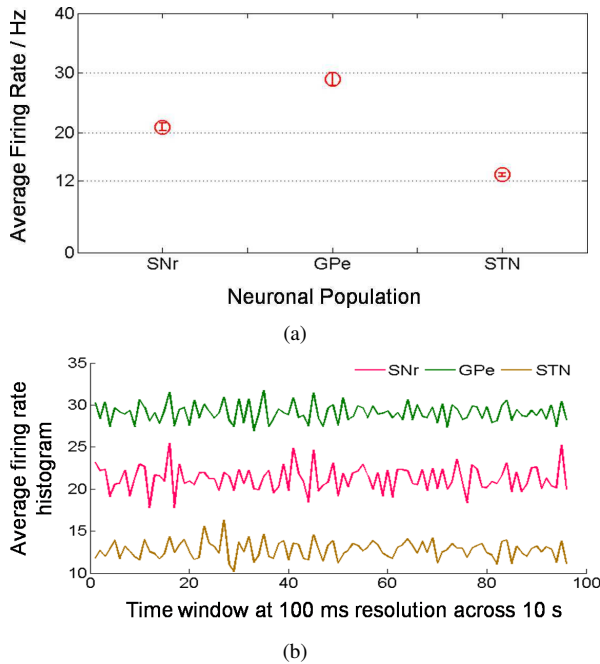 Average Firing Rate / Hz
40
30
20
12
0
SNr GPe STN
Neuronal Population
(a)
Average firing rate
histogram
35
30
25
20
15
10
SNr GPe STN
0 20 40 60 80 100
Time window at 100 ms resolution across 10 s
(b)